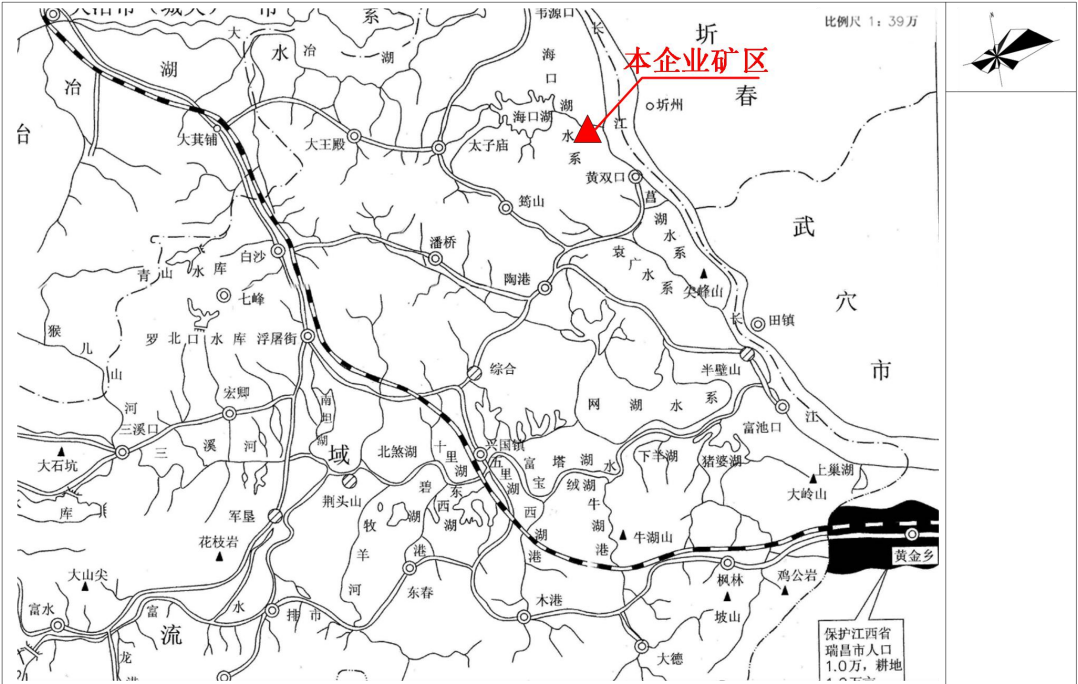 大冶市（城关）
市
系
韦源口
长
比例尺 1：39万
圻
大
冶
水
湖
湖
海
口
本企业矿区
春
冶
湖
海口湖
江
圻州
水
系
治
大箕铺
大王殿
太子庙
黄双口
菖
湖
水
系
筠山
武
潘桥
白沙
袁
广
水
系
青山水库
陶港
尖峰山
七峰
穴
长
田镇
猴
儿
山
河
罗北口水库
浮屠街
综合
半壁山
市
宏卿
南
坦
湖
网湖水系
江
三溪口
三溪河
富池口
域
北煞湖
十
里
湖
兴国镇
五
里
湖
富
塔
湖
水
下羊湖
猪婆湖
大石坑
宝
绒湖
上巢湖
大岭山
荆头山
碧
湖
港
东
西
湖
西
湖
港
牛
湖
港
库
军垦
牧
羊
河
牛湖山
花枝岩
黄金乡
大山尖
枫林
鸡公岩
东春
富水
富
水
排市
木港
坡山
流
保护江西省
瑞昌市人口
1.0万，耕地
龙
港
大德